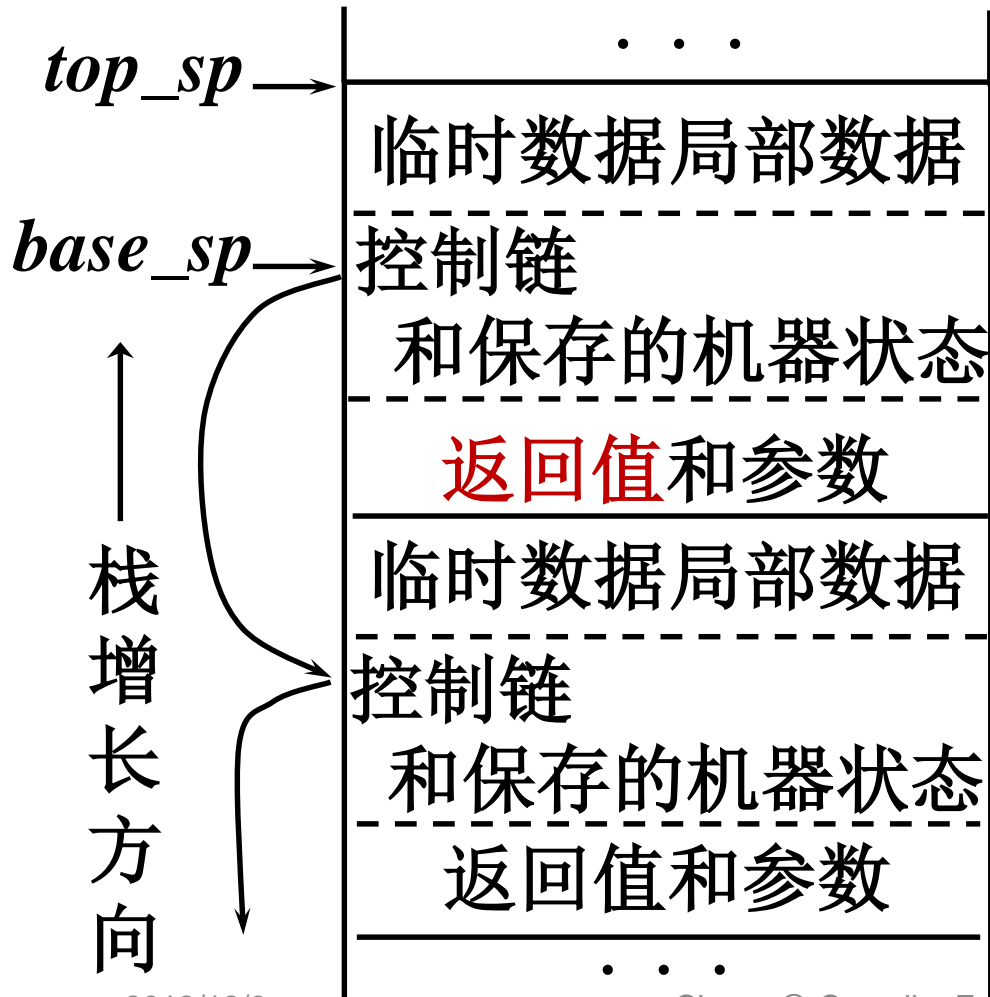 . . .
top_sp
临时数据局部数据
base_sp
控制链
和保存的机器状态
返回值和参数
临时数据局部数据
控制链
和保存的机器状态
返回值和参数
. . .
栈增长方向